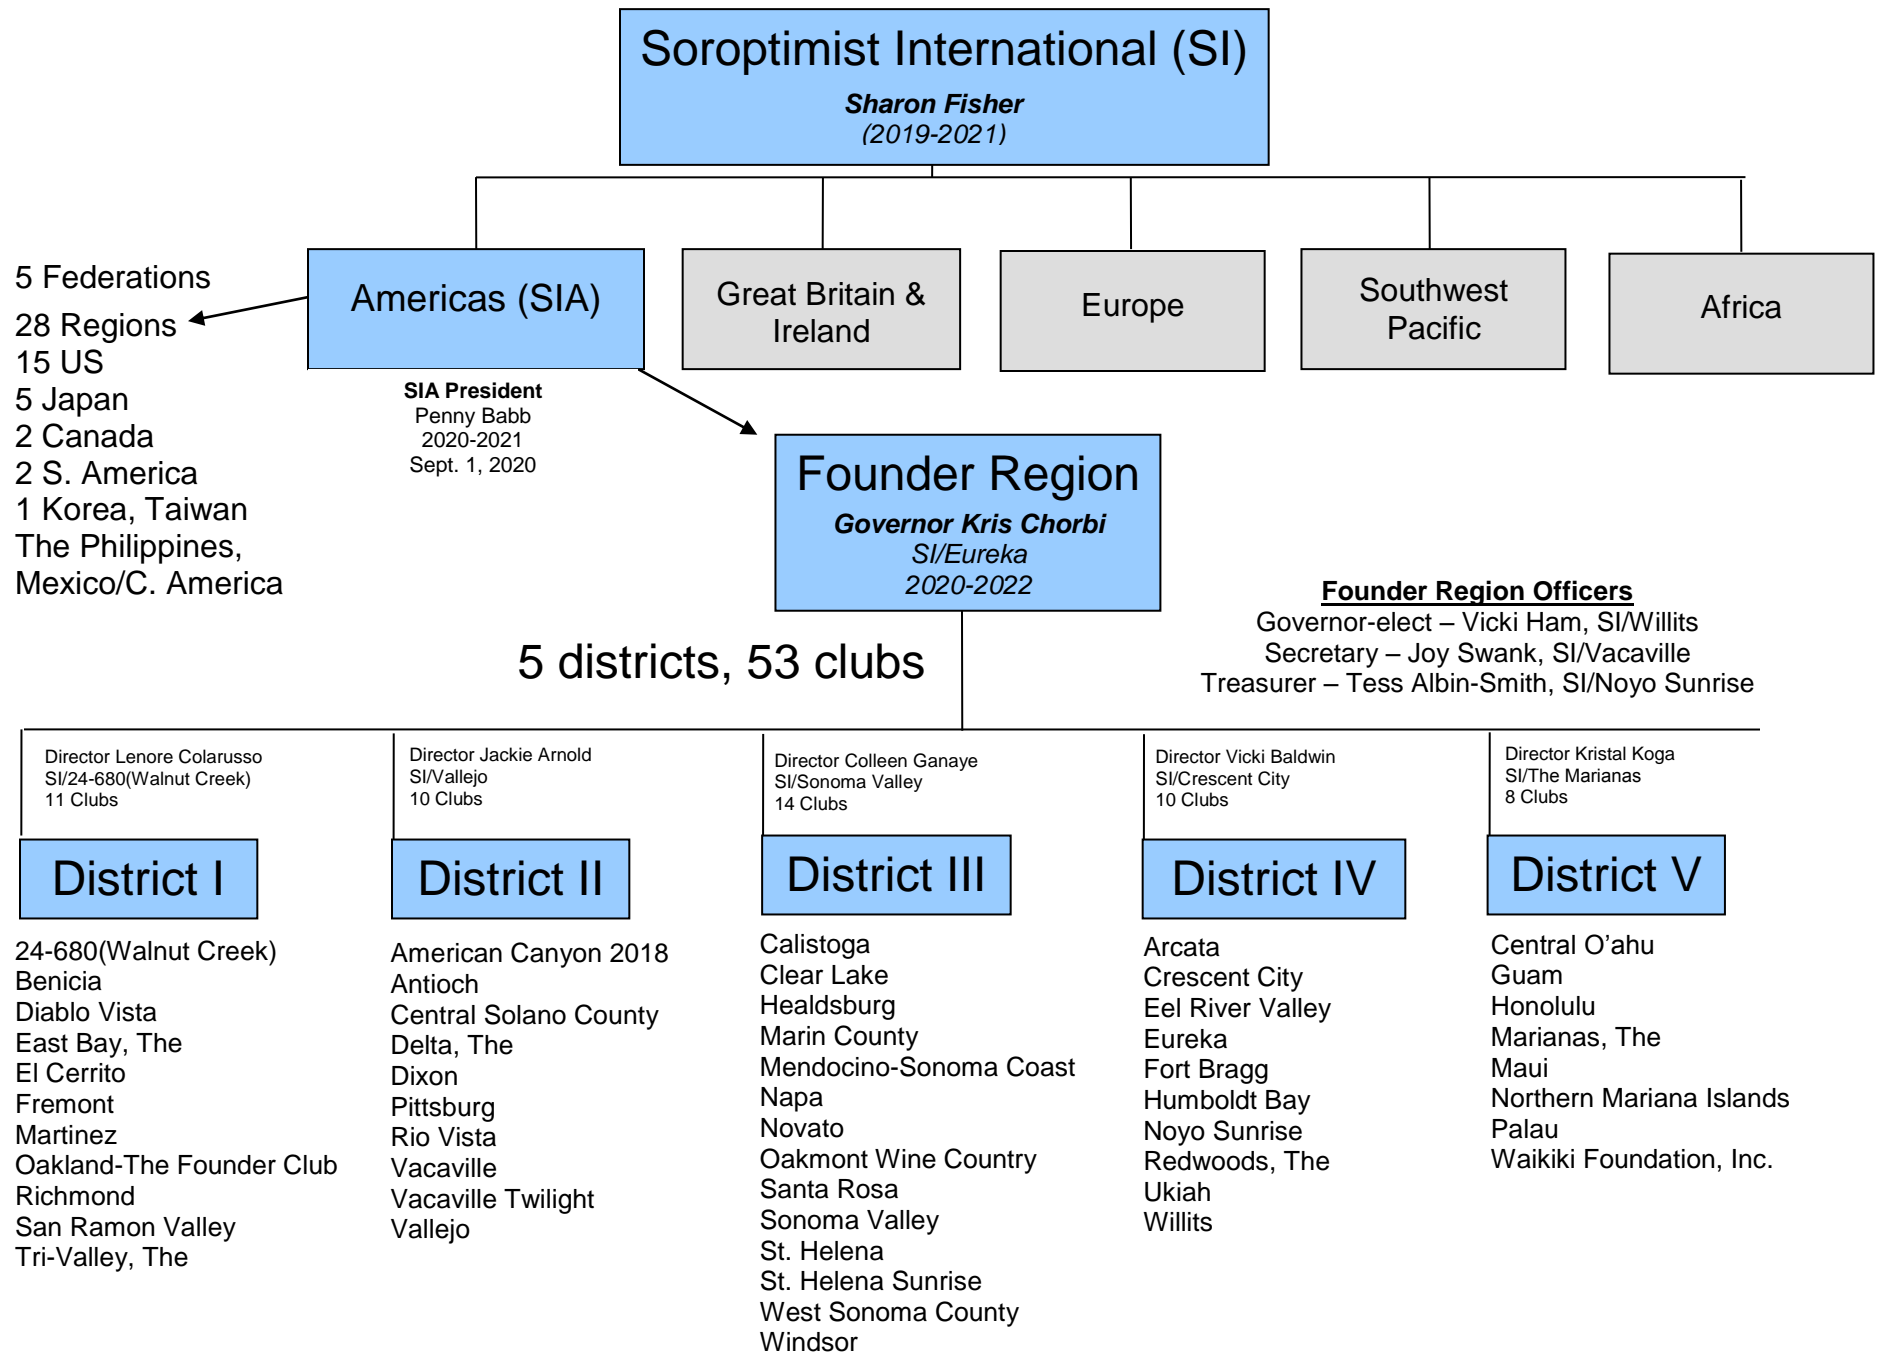 Soroptimist International (SI)
Sharon Fisher
(2019-2021)
5 Federations
28 Regions
15 US
5 Japan
2 Canada
2 S. America
1 Korea, Taiwan
The Philippines,
Mexico/C. America
Americas (SIA)
Great Britain &
Ireland
Europe
Southwest
Pacific
Africa
SIA President
Penny Babb
2020-2021
Sept. 1, 2020
Founder Region
Governor Kris Chorbi
SI/Eureka
2020-2022
Founder Region Officers
Governor-elect – Vicki Ham, SI/Willits
Secretary – Joy Swank, SI/Vacaville
Treasurer – Tess Albin-Smith, SI/Noyo Sunrise
5 districts, 53 clubs
Director Lenore Colarusso
SI/24-680(Walnut Creek)
11 Clubs
District I
24-680(Walnut Creek)
Benicia
Diablo Vista
East Bay, The
El Cerrito
Fremont
Martinez
Oakland-The Founder Club
Richmond
San Ramon Valley
Tri-Valley, The
Director Jackie Arnold
SI/Vallejo
10 Clubs
District II
American Canyon 2018
Antioch
Central Solano County
Delta, The
Dixon
Pittsburg
Rio Vista
Vacaville
Vacaville Twilight
Vallejo
Director Colleen Ganaye
SI/Sonoma Valley
14 Clubs
District III
Calistoga
Clear Lake
Healdsburg
Marin County
Mendocino-Sonoma Coast
Napa
Novato
Oakmont Wine Country
Santa Rosa
Sonoma Valley
St. Helena
St. Helena Sunrise
West Sonoma County
Windsor
Director Vicki Baldwin
SI/Crescent City
10 Clubs
District IV
Arcata
Crescent City
Eel River Valley
Eureka
Fort Bragg
Humboldt Bay
Noyo Sunrise
Redwoods, The
Ukiah
Willits
Director Kristal Koga
SI/The Marianas
8 Clubs
District V
Central O’ahu
Guam
Honolulu
Marianas, The
Maui
Northern Mariana Islands
Palau
Waikiki Foundation, Inc.